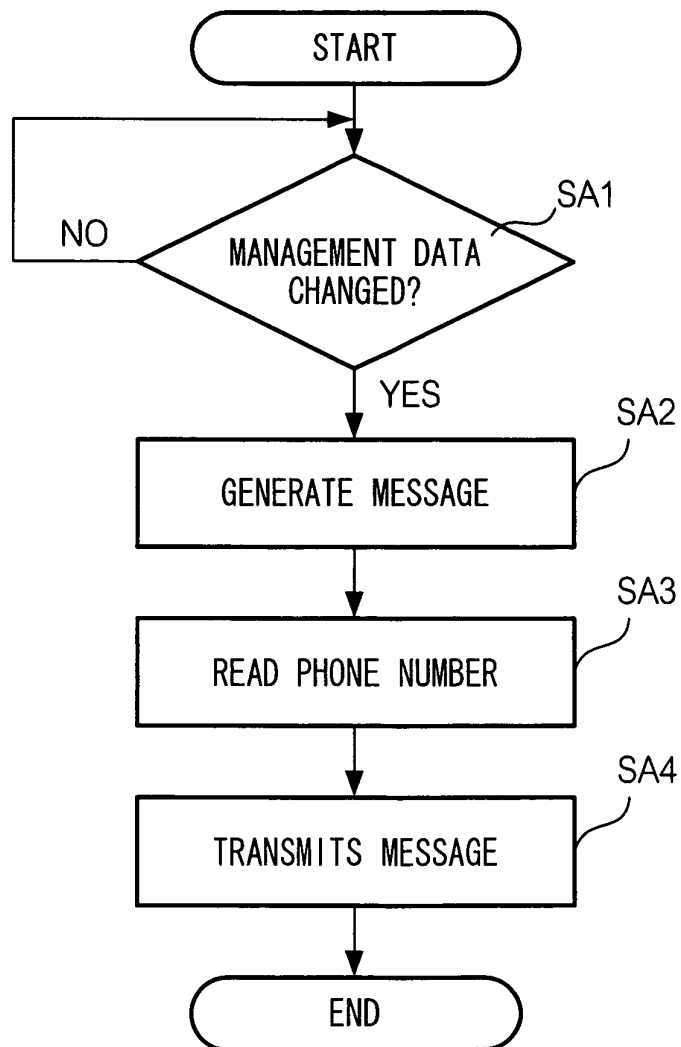 START
SA1
NO
MANAGEMENT DATA
CHANGED?
YES
SA2
GENERATE MESSAGE
SA3
READ PHONE NUMBER
SA4
TRANSMITS MESSAGE
END